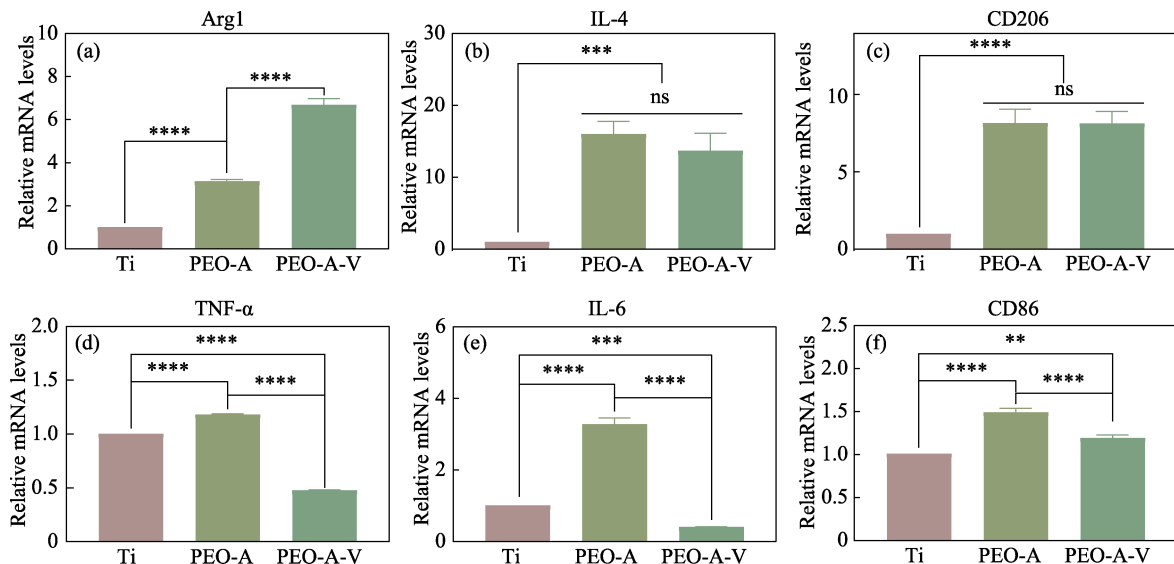 Arg1
Relative mRNA levels
(a)
10
8
6
4
2
0
****
****
Ti
PEO-A
PEO-A-V
IL-4
Relative mRNA levels
(b)
30
20
10
0
***
ns
Ti
PEO-A
PEO-A-V
CD206
Relative mRNA levels
(c)
10
5
0
****
ns
Ti
PEO-A
PEO-A-V
TNF-α
Relative mRNA levels
(d)
2.0
1.5
1.0
0.5
0
****
****
****
Ti
PEO-A
PEO-A-V
IL-6
Relative mRNA levels
(e)
6
4
2
0
***
****
****
Ti
PEO-A
PEO-A-V
CD86
Relative mRNA levels
(f)
2.5
2.0
1.5
1.0
0.5
0
**
****
****
Ti
PEO-A
PEO-A-V